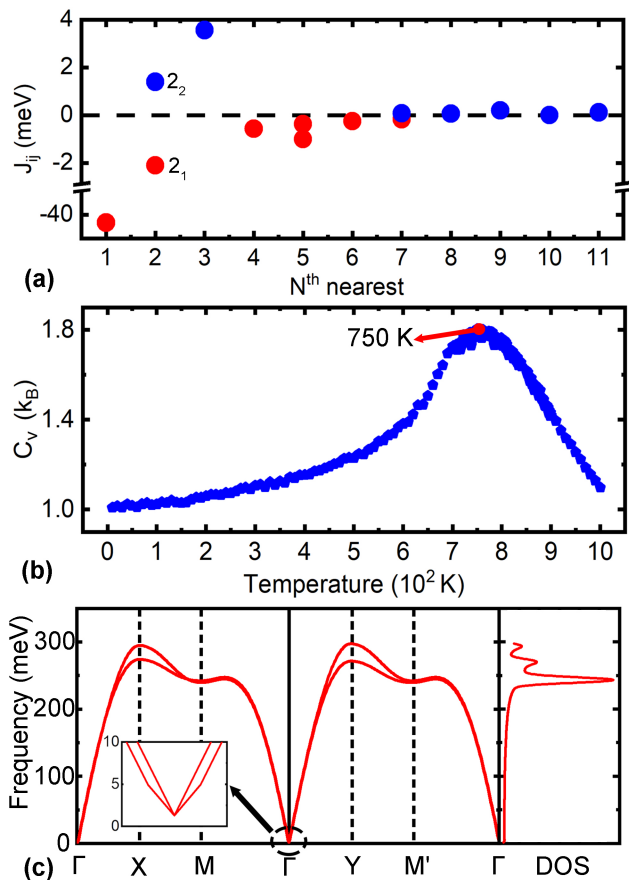 4
2
0
-2
-40
J_ij (meV)
2_2
2_1
1 2 3 4 5 6 7 8 9 10 11
N^th nearest
(a)
1.8
1.4
1.0
C_v (k_B)
750 K
0 1 2 3 4 5 6 7 8 9 10
Temperature (10^2 K)
(b)
300
200
100
0
Frequency (meV)
10
5
0
Γ X M Γ Y M' Γ DOS
(c)